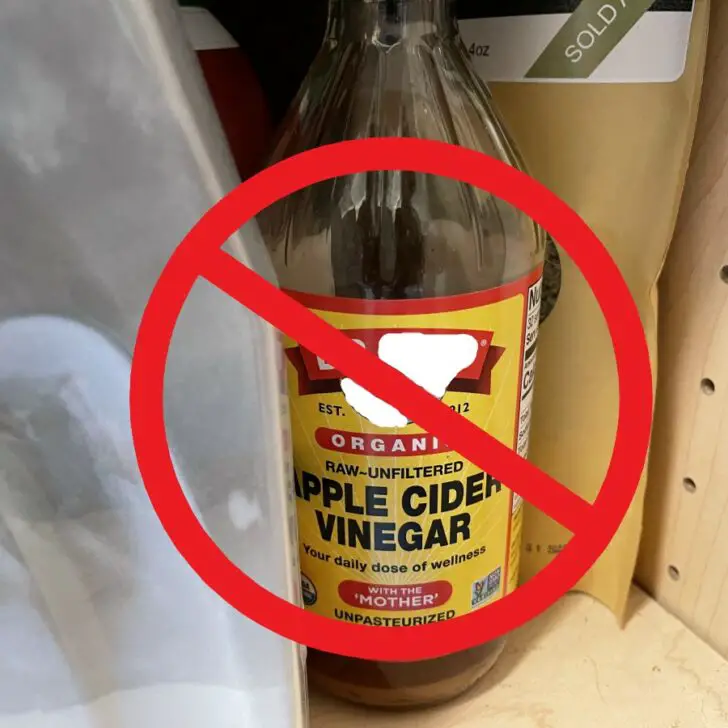 4oz
SOLD
EST.
ORGANI
RAW-UNFILTERED
APPLE CIDER
VINEGAR
Your daily dose of wellness
WITH THE
'MOTHER'
UNPASTEURIZED